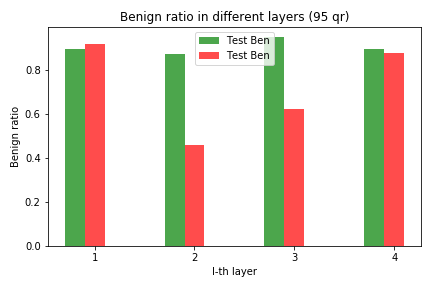 Benign ratio in different layers (95 qr)
Test Ben
Test Ben
Benign ratio
0.8
0.6
0.4
0.2
0.0
1 2 3 4
l-th layer